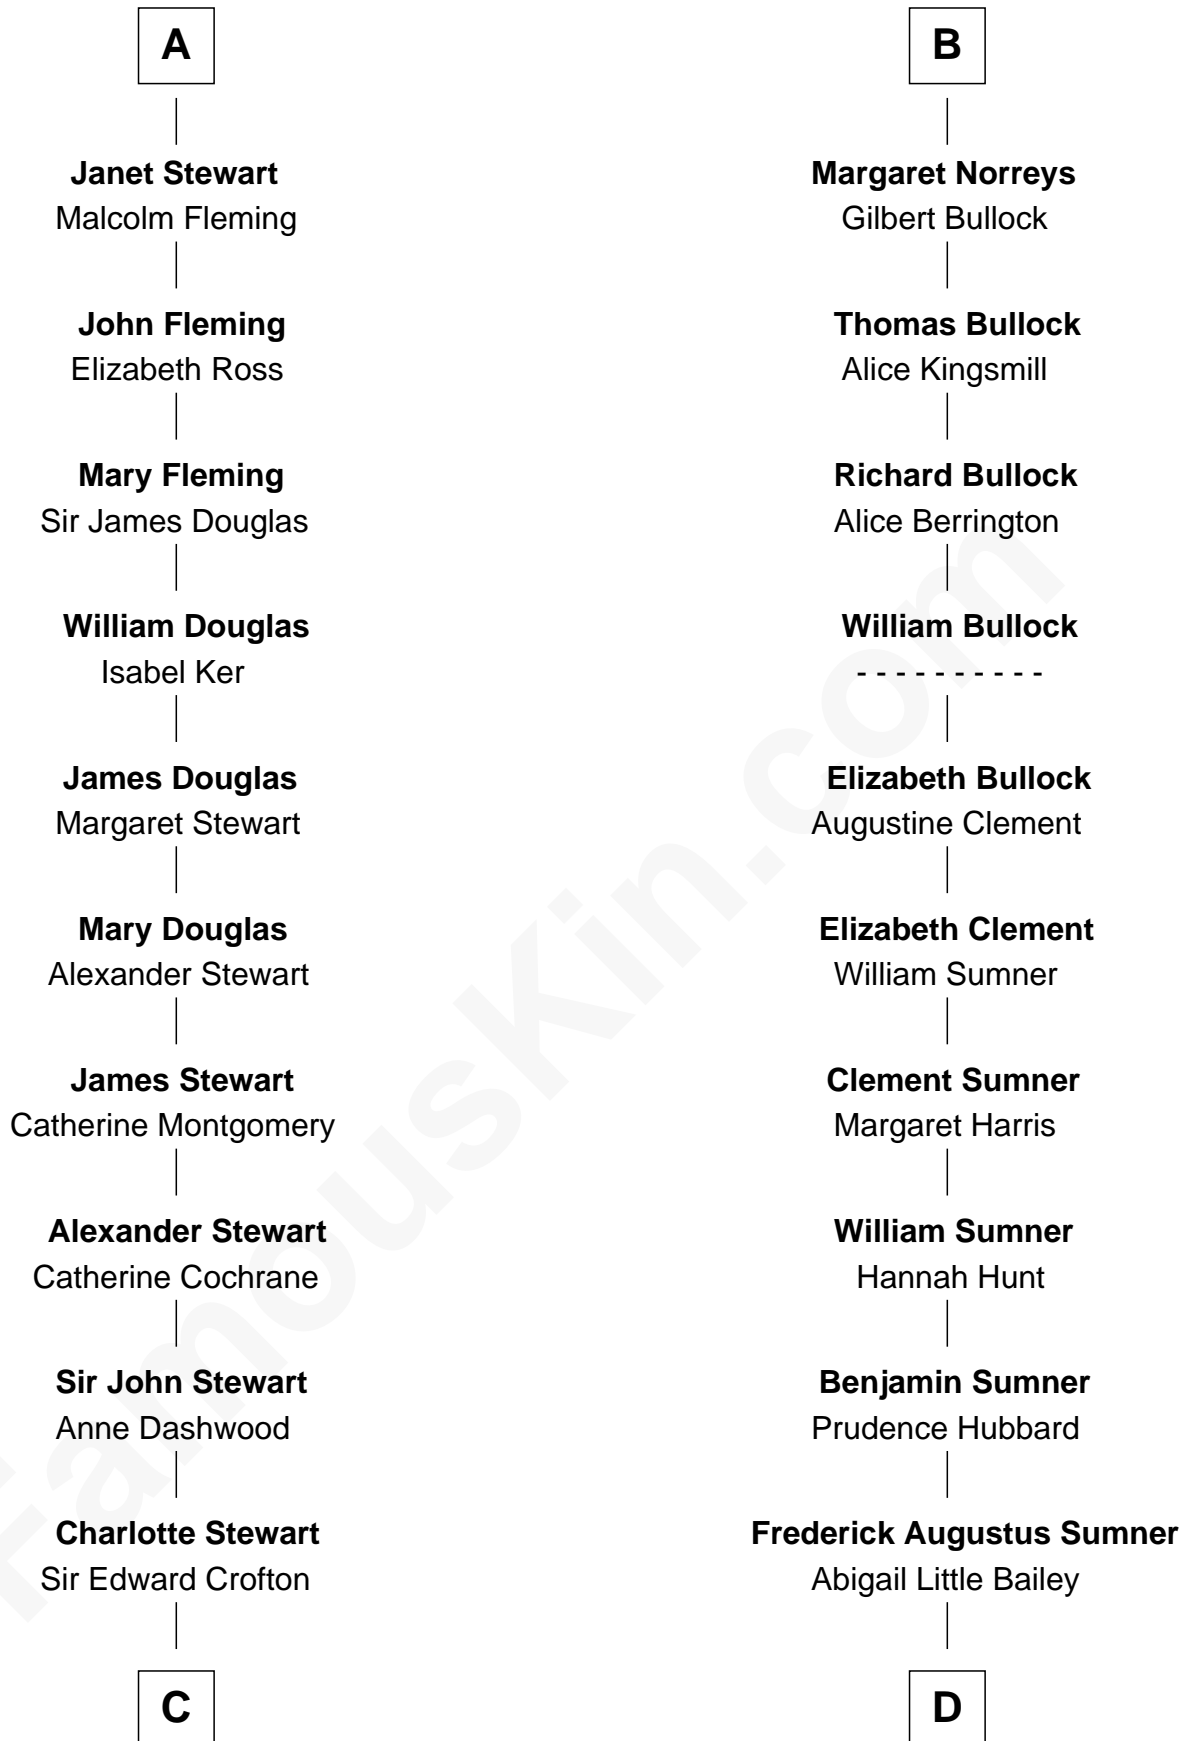 A
Janet Stewart
Malcolm Fleming
John Fleming
Elizabeth Ross
Mary Fleming
Sir James Douglas
William Douglas
Isabel Ker
James Douglas
Margaret Stewart
Mary Douglas
Alexander Stewart
James Stewart
Catherine Montgomery
Alexander Stewart
Catherine Cochrane
Sir John Stewart
Anne Dashwood
Charlotte Stewart
Sir Edward Crofton
C
B
Margaret Norreys
Gilbert Bullock
Thomas Bullock
Alice Kingsmill
Richard Bullock
Alice Berrington
William Bullock
- - - - - - - - - -
Elizabeth Bullock
Augustine Clement
Elizabeth Clement
William Sumner
Clement Sumner
Margaret Harris
William Sumner
Hannah Hunt
Benjamin Sumner
Prudence Hubbard
Frederick Augustus Sumner
Abigail Little Bailey
D
FamousKin.com